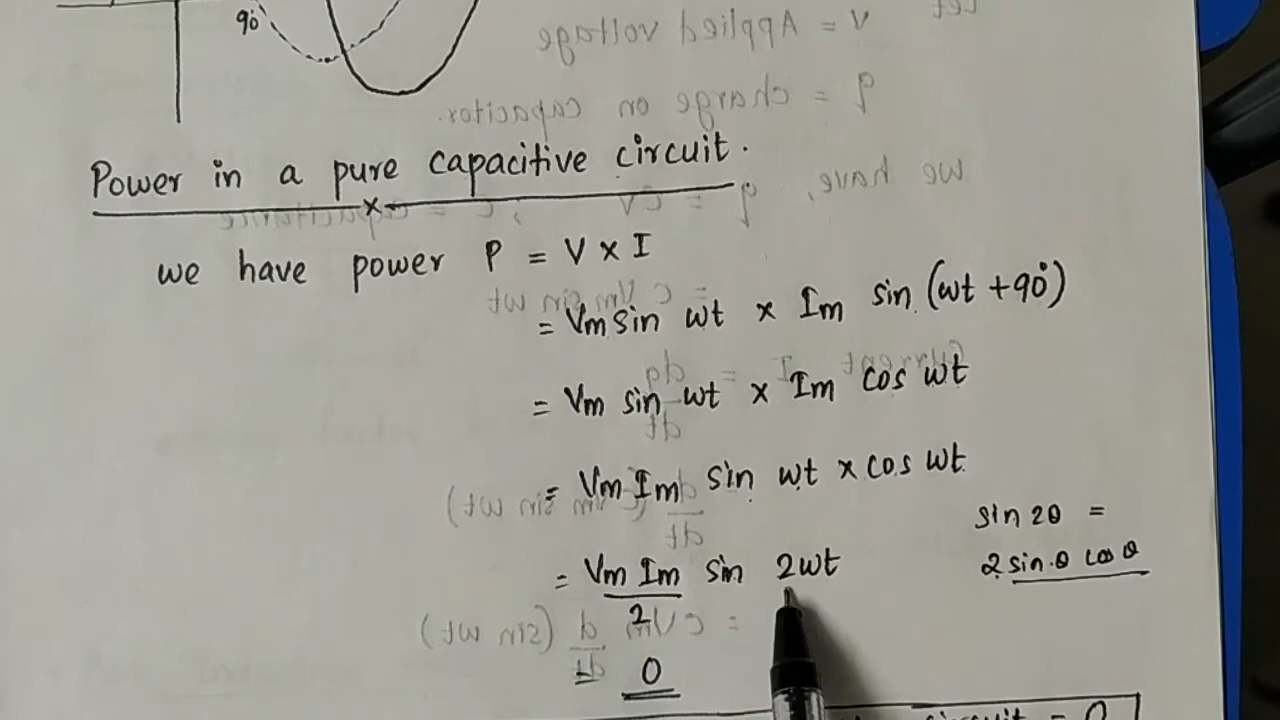 90°
Power in a pure capacitive circuit.
we have power P = V x I
= Vm sin wt x Im sin (wt + 90°)
= Vm sin wt x Im cos wt
= Vm Im sin wt x cos wt
sin 2θ =
2 sin.θ cos θ
= Vm Im sin 2wt
2
= 0
circuit = 0